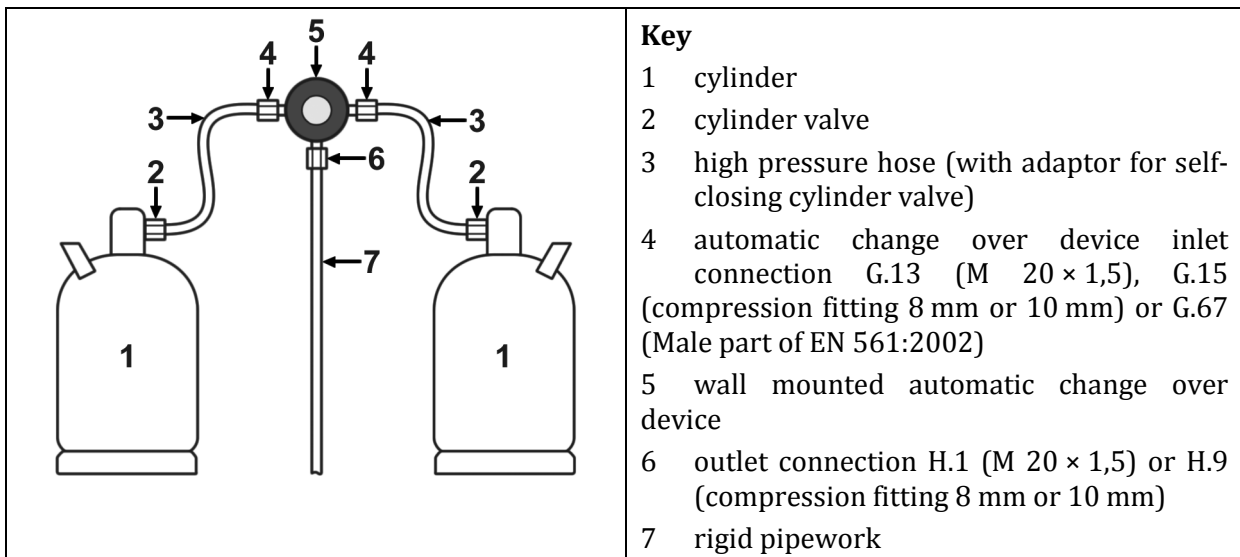 5
4 4
3 3
6
2 2
7
1 1
Key
1 cylinder
2 cylinder valve
3 high pressure hose (with adaptor for self-
closing cylinder valve)
4 automatic change over device inlet
connection G.13 (M 20 × 1,5), G.15
(compression fitting 8 mm or 10 mm) or G.67
(Male part of EN 561:2002)
5 wall mounted automatic change over
device
6 outlet connection H.1 (M 20 × 1,5) or H.9
(compression fitting 8 mm or 10 mm)
7 rigid pipework